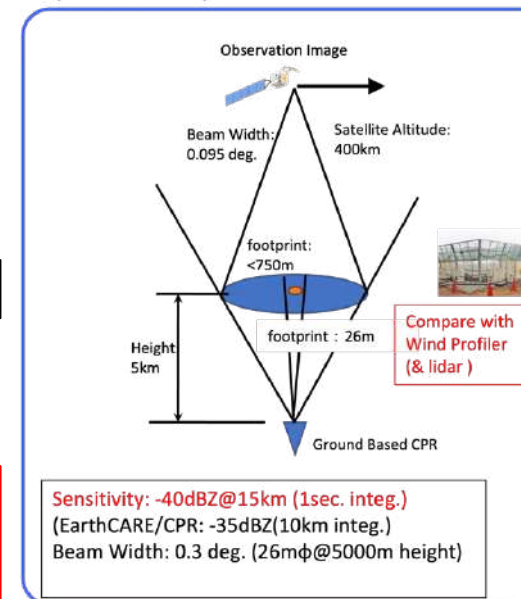 Observation Image
Beam Width:
0.095 deg.
Satellite Altitude:
400km
footprint:
<750m
footprint : 26m
Height
5km
Compare with
Wind Profiler
(& lidar )
Ground Based CPR
Sensitivity: -40dBZ@15km (1sec. integ.)
(EarthCARE/CPR: -35dBZ(10km integ.)
Beam Width: 0.3 deg. (26mϕ@5000m height)